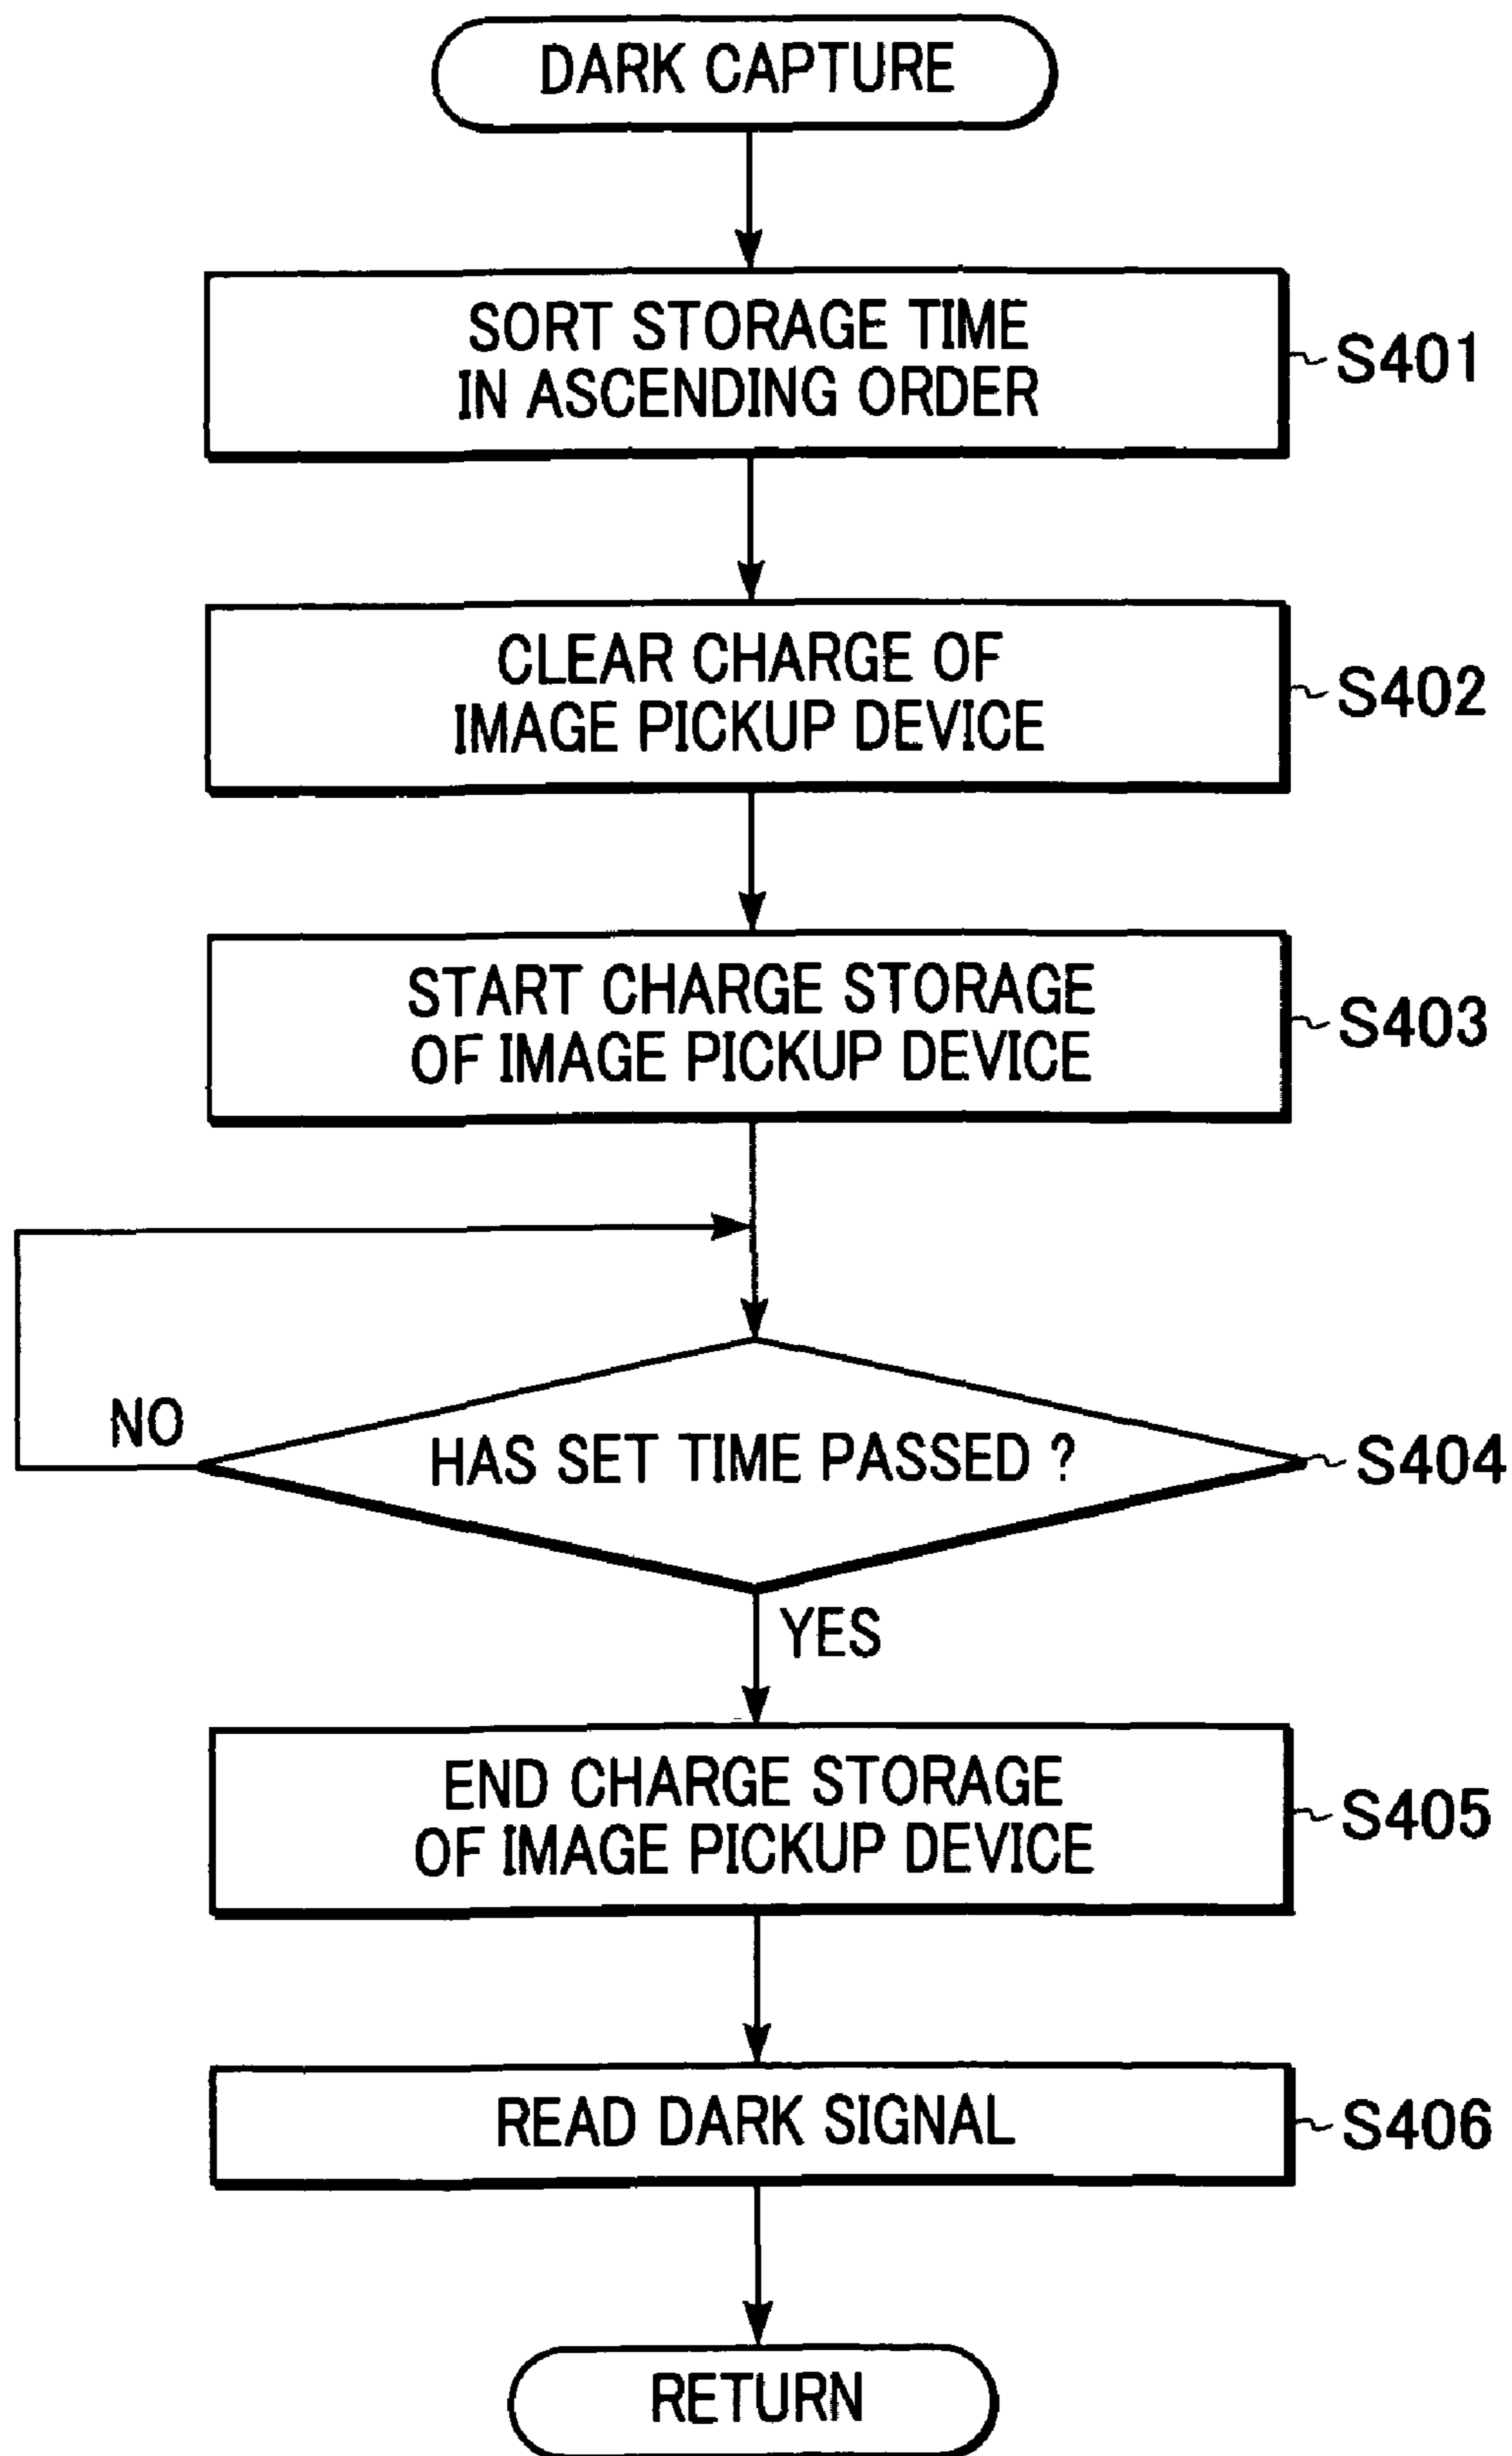 DARK CAPTURE
SORT STORAGE TIME
IN ASCENDING ORDER
S401
CLEAR CHARGE OF
IMAGE PICKUP DEVICE
S402
START CHARGE STORAGE
OF IMAGE PICKUP DEVICE
S403
NO
HAS SET TIME PASSED ?
S404
YES
END CHARGE STORAGE
OF IMAGE PICKUP DEVICE
S405
READ DARK SIGNAL
S406
RETURN